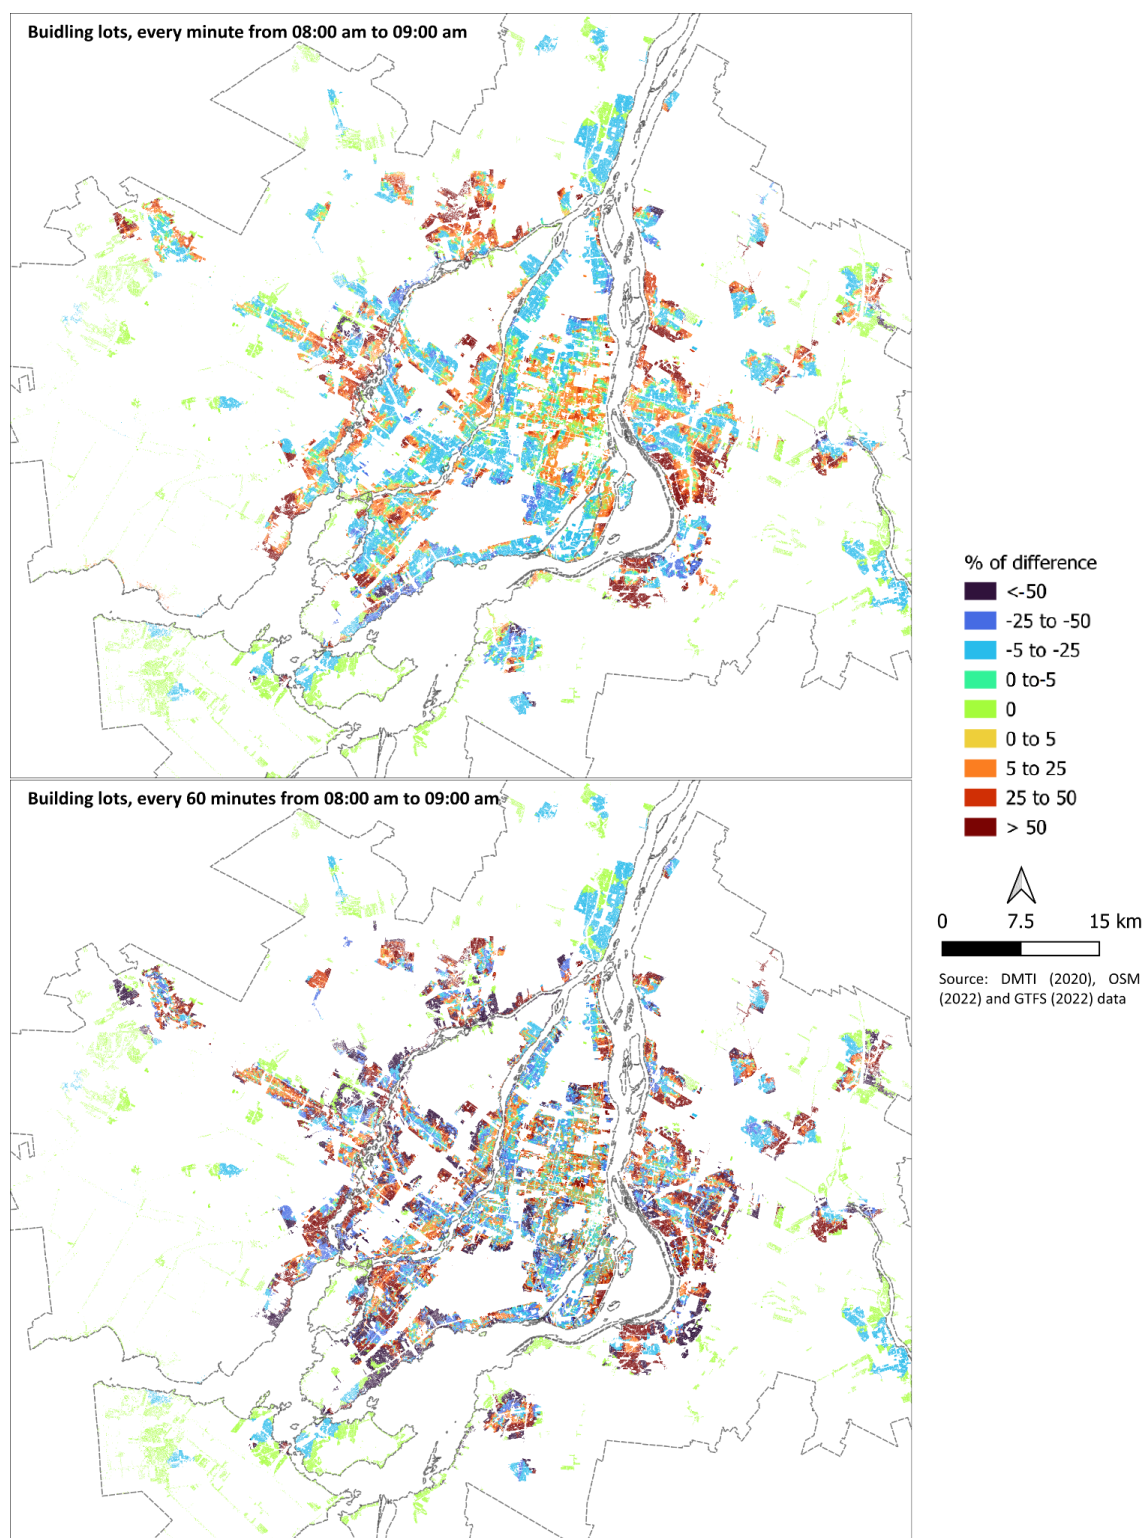 Buidling lots, every minute from 08:00 am to 09:00 am
% of difference
<-50
-25 to -50
-5 to -25
0 to-5
0
0 to 5
5 to 25
25 to 50
> 50
Building lots, every 60 minutes from 08:00 am to 09:00 am
0 7.5 15 km
Source: DMTI (2020), OSM
(2022) and GTFS (2022) data